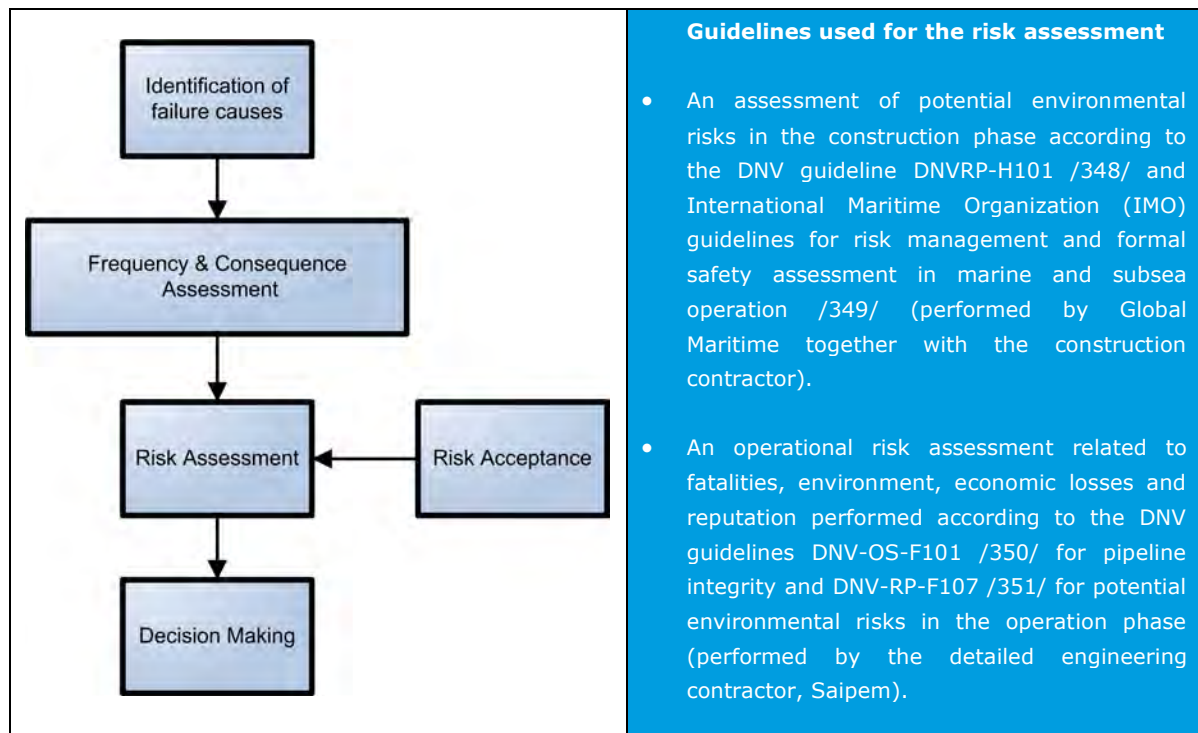 Identification of
failure causes
Frequency & Consequence
Assessment
Risk Assessment
Risk Acceptance
Decision Making
Guidelines used for the risk assessment
• An assessment of potential environmental
risks in the construction phase according to
the DNV guideline DNVRP-H101 /348/ and
International Maritime Organization (IMO)
guidelines for risk management and formal
safety assessment in marine and subsea
operation /349/ (performed by Global
Maritime together with the construction
contractor).
• An operational risk assessment related to
fatalities, environment, economic losses and
reputation performed according to the DNV
guidelines DNV-OS-F101 /350/ for pipeline
integrity and DNV-RP-F107 /351/ for potential
environmental risks in the operation phase
(performed by the detailed engineering
contractor, Saipem).